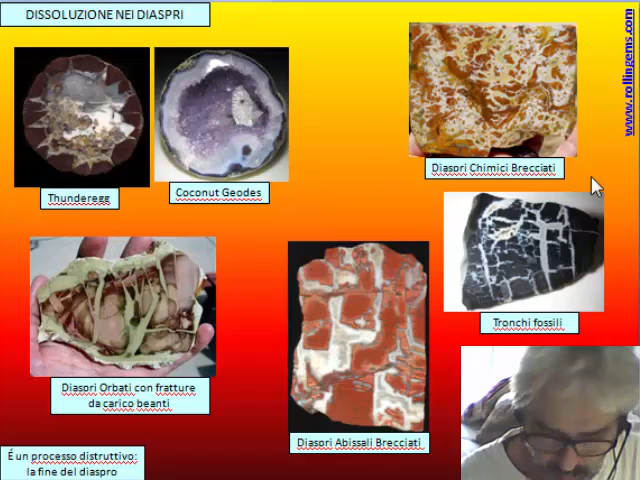 DISSOLUZIONE NEI DIASPRI
www.rollingems.com
Thunderegg
Coconut Geodes
Diaspri Chimici Brecciati
Tronchi fossili
Diaspri Orbati con fratture
da carico beanti
Diaspri Abissali Brecciati
É un processo distruttivo:
la fine del diaspro